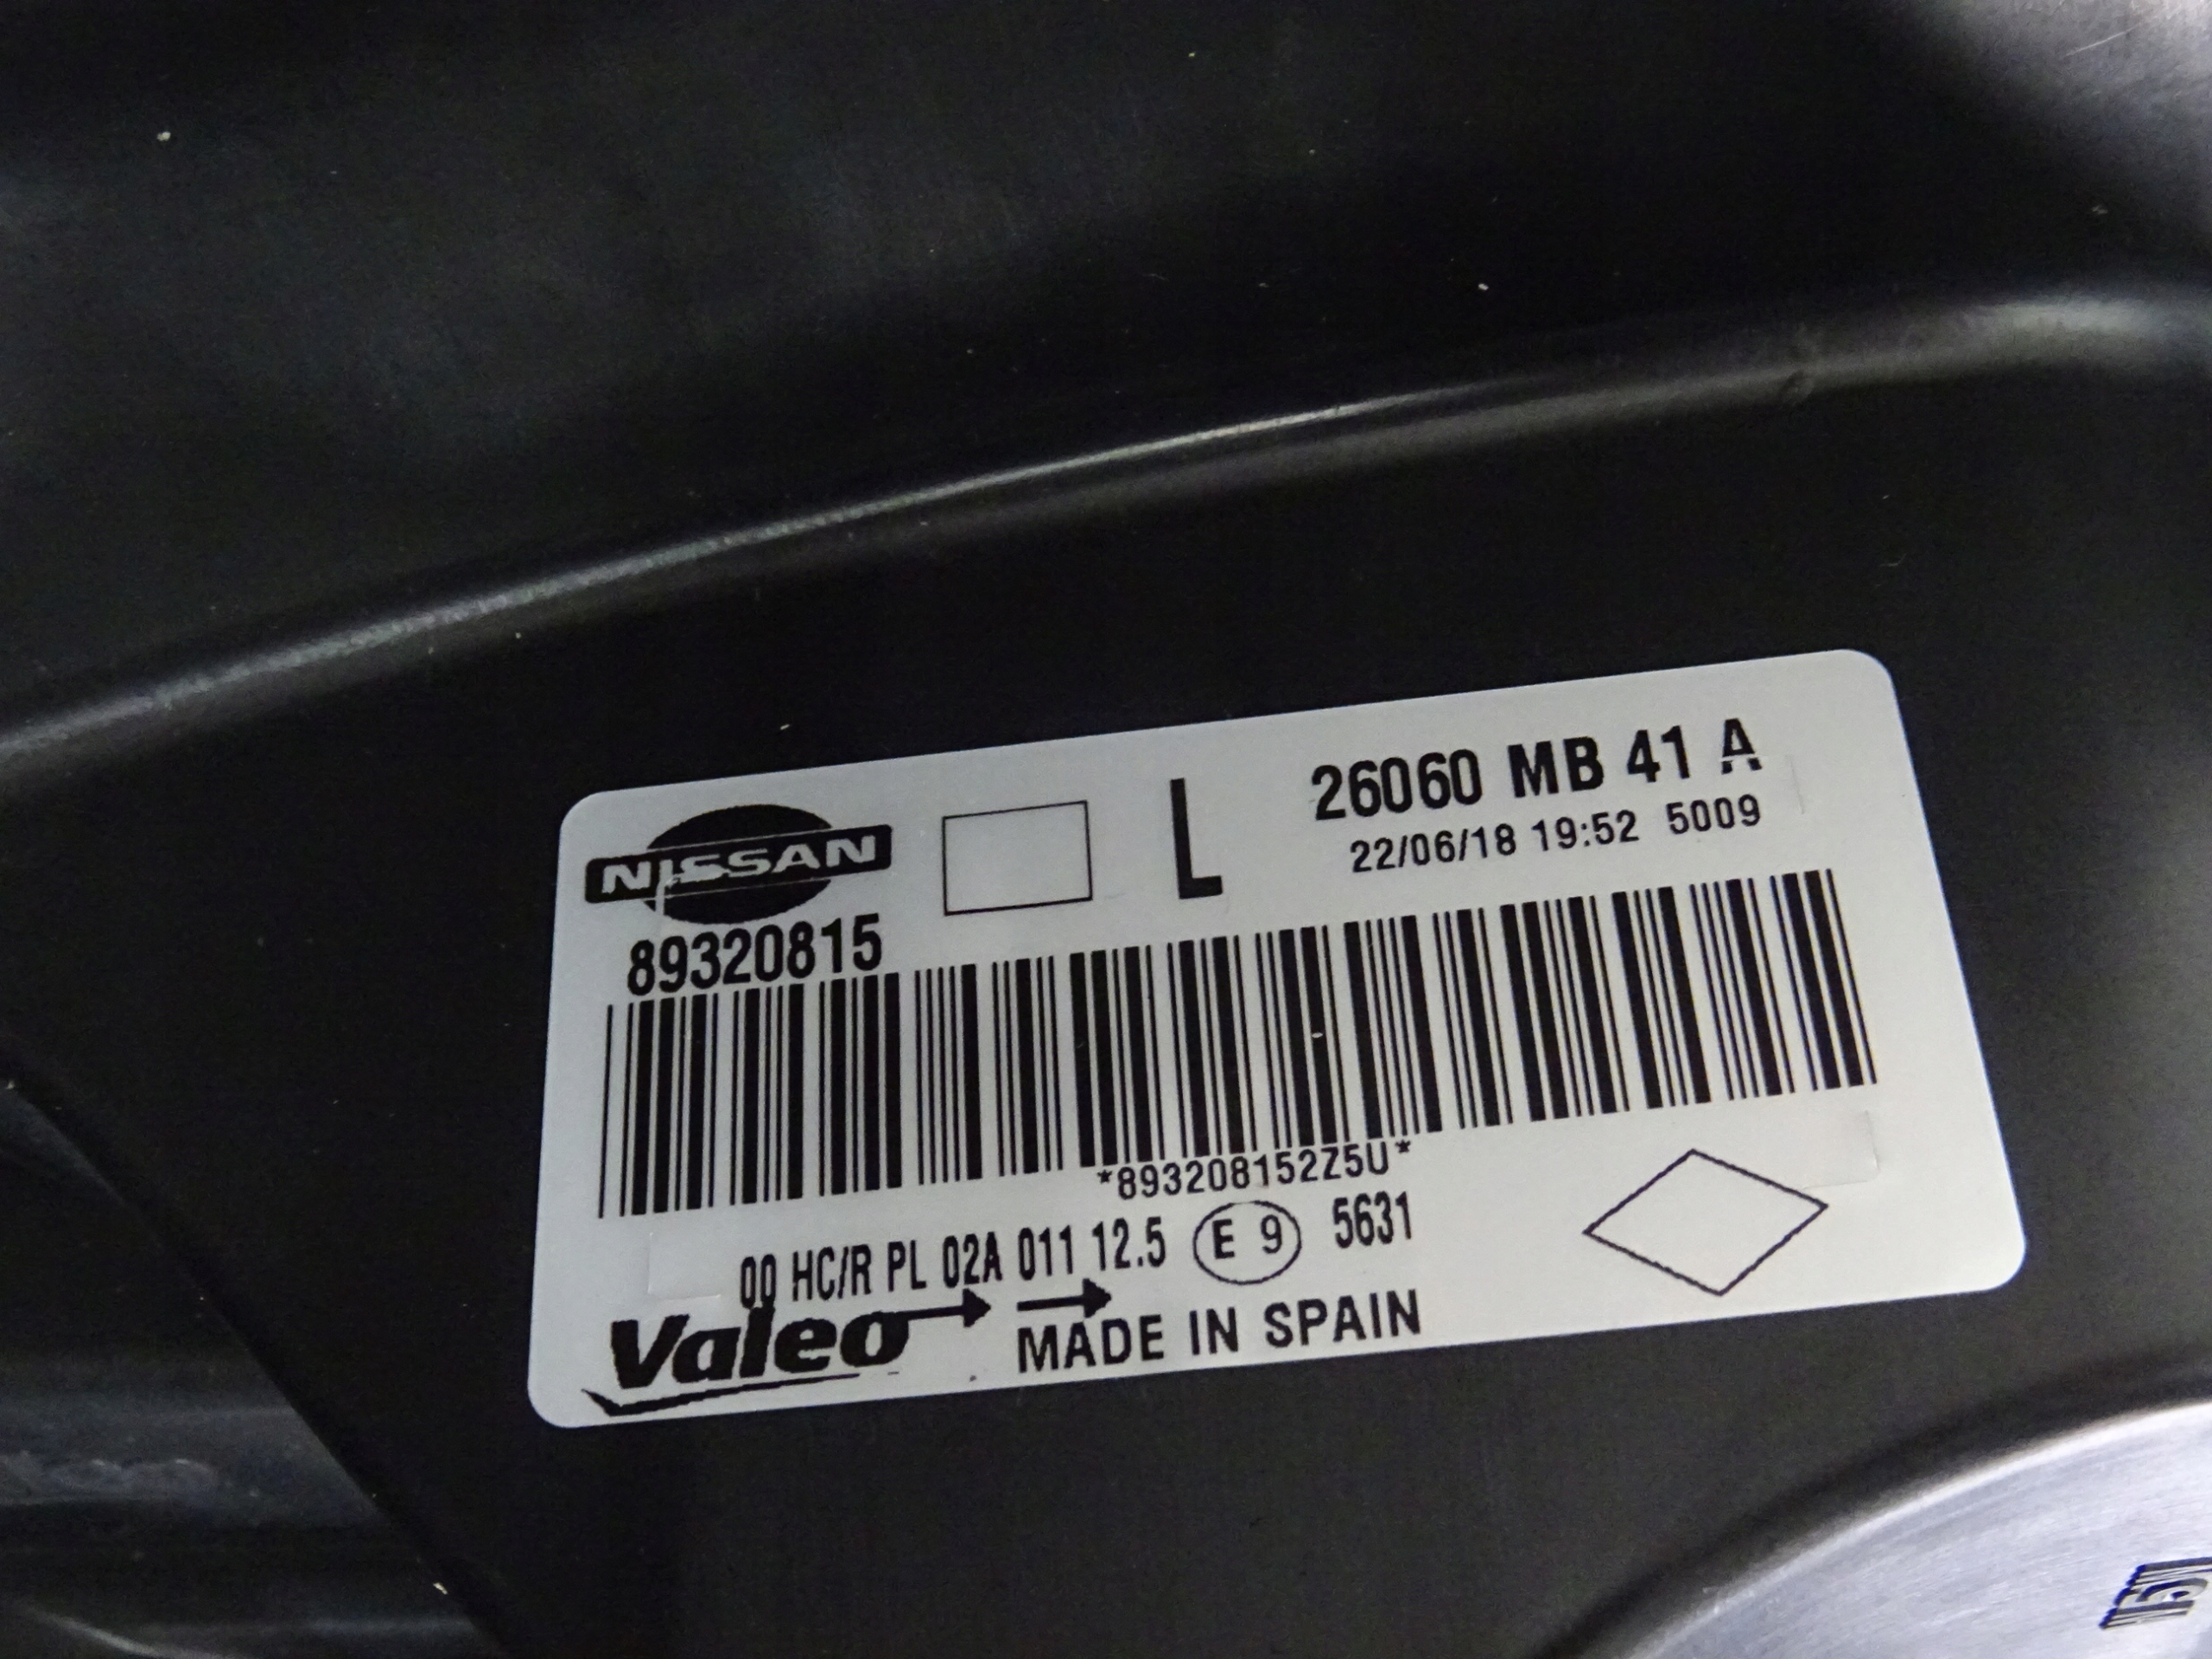 NISSAN
L
26060 MB 41 A
22/06/18 19:52 5009
89320815
*893208152Z5U*
00 HC/R PL 02A 011 12.5 E 9 5631
Valeo
MADE IN SPAIN